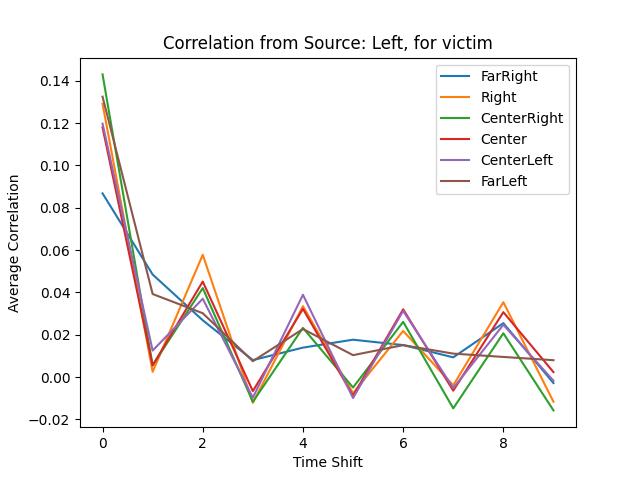 Correlation from Source: Left, for victim
FarRight
Right
CenterRight
Center
CenterLeft
FarLeft
Average Correlation
0.14
0.12
0.10
0.08
0.06
0.04
0.02
0.00
−0.02
0 2 4 6 8
Time Shift